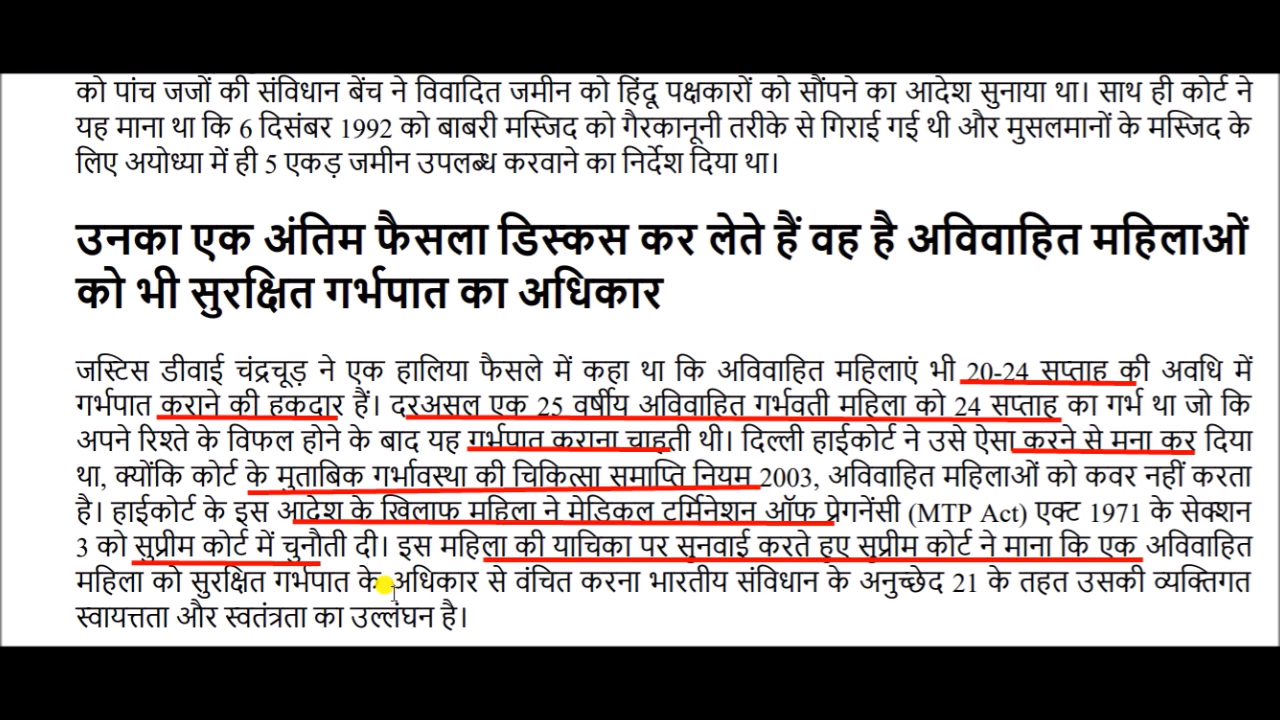 को पांच जजों की संविधान बेंच ने विवादित जमीन को हिंदू पक्षकारों को सौंपने का आदेश सुनाया था। साथ ही कोर्ट ने
यह माना था कि 6 दिसंबर 1992 को बाबरी मस्जिद को गैरकानूनी तरीके से गिराई गई थी और मुसलमानों के मस्जिद के
लिए अयोध्या में ही 5 एकड़ जमीन उपलब्ध करवाने का निर्देश दिया था।
उनका एक अंतिम फैसला डिस्कस कर लेते हैं वह है अविवाहित महिलाओं
को भी सुरक्षित गर्भपात का अधिकार
जस्टिस डीवाई चंद्रचूड़ ने एक हालिया फैसले में कहा था कि अविवाहित महिलाएं भी 20-24 सप्ताह की अवधि में
गर्भपात कराने की हकदार हैं। दरअसल एक 25 वर्षीय अविवाहित गर्भवती महिला को 24 सप्ताह का गर्भ था जो कि
अपने रिश्ते के विफल होने के बाद यह गर्भपात कराना चाहती थी। दिल्ली हाईकोर्ट ने उसे ऐसा करने से मना कर दिया
था, क्योंकि कोर्ट के मुताबिक गर्भावस्था की चिकित्सा समाप्ति नियम 2003, अविवाहित महिलाओं को कवर नहीं करता
है। हाईकोर्ट के इस आदेश के खिलाफ महिला ने मेडिकल टर्मिनेशन ऑफ प्रेगनेंसी (MTP Act) एक्ट 1971 के सेक्शन
3 को सुप्रीम कोर्ट में चुनौती दी। इस महिला की याचिका पर सुनवाई करते हुए सुप्रीम कोर्ट ने माना कि एक अविवाहित
महिला को सुरक्षित गर्भपात के अधिकार से वंचित करना भारतीय संविधान के अनुच्छेद 21 के तहत उसकी व्यक्तिगत
स्वायत्तता और स्वतंत्रता का उल्लंघन है।